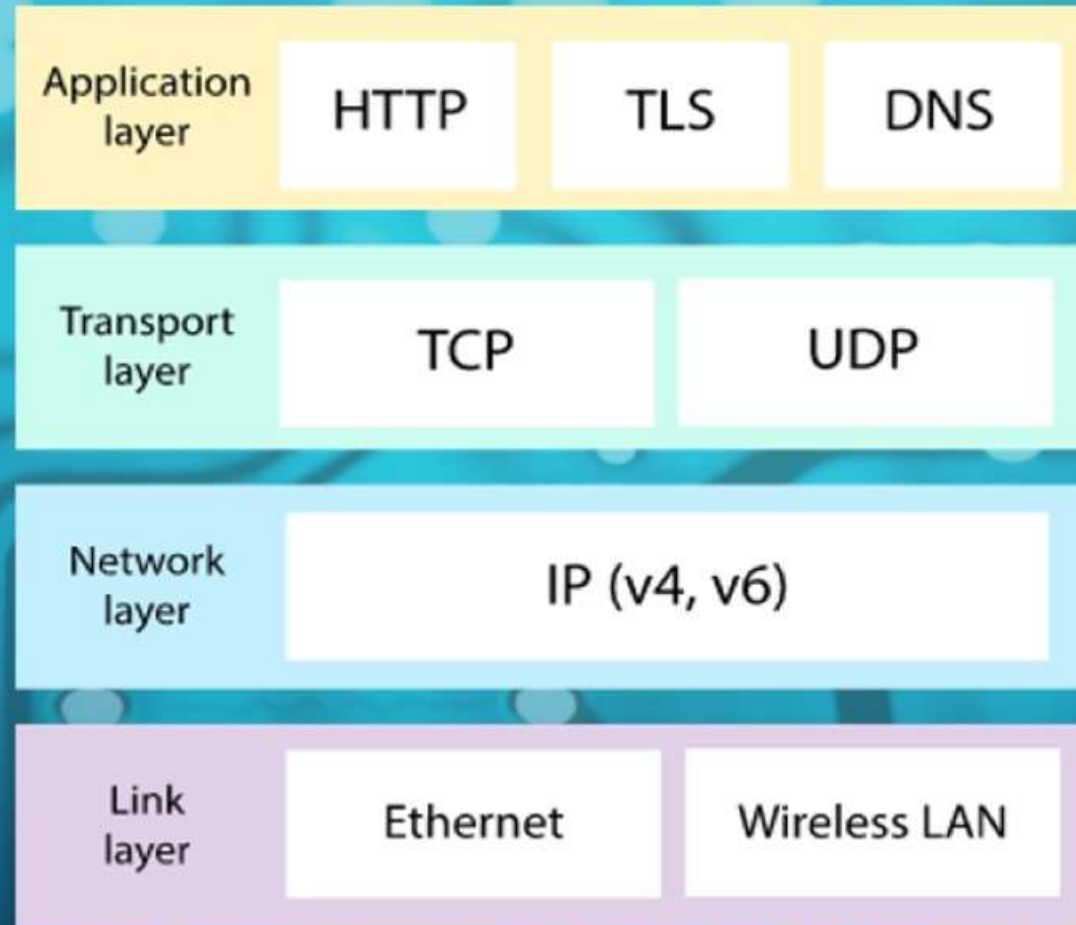 Application
layer
HTTP
TLS
DNS
Transport
layer
TCP
UDP
Network
layer
IP (v4, v6)
Link
layer
Ethernet
Wireless LAN